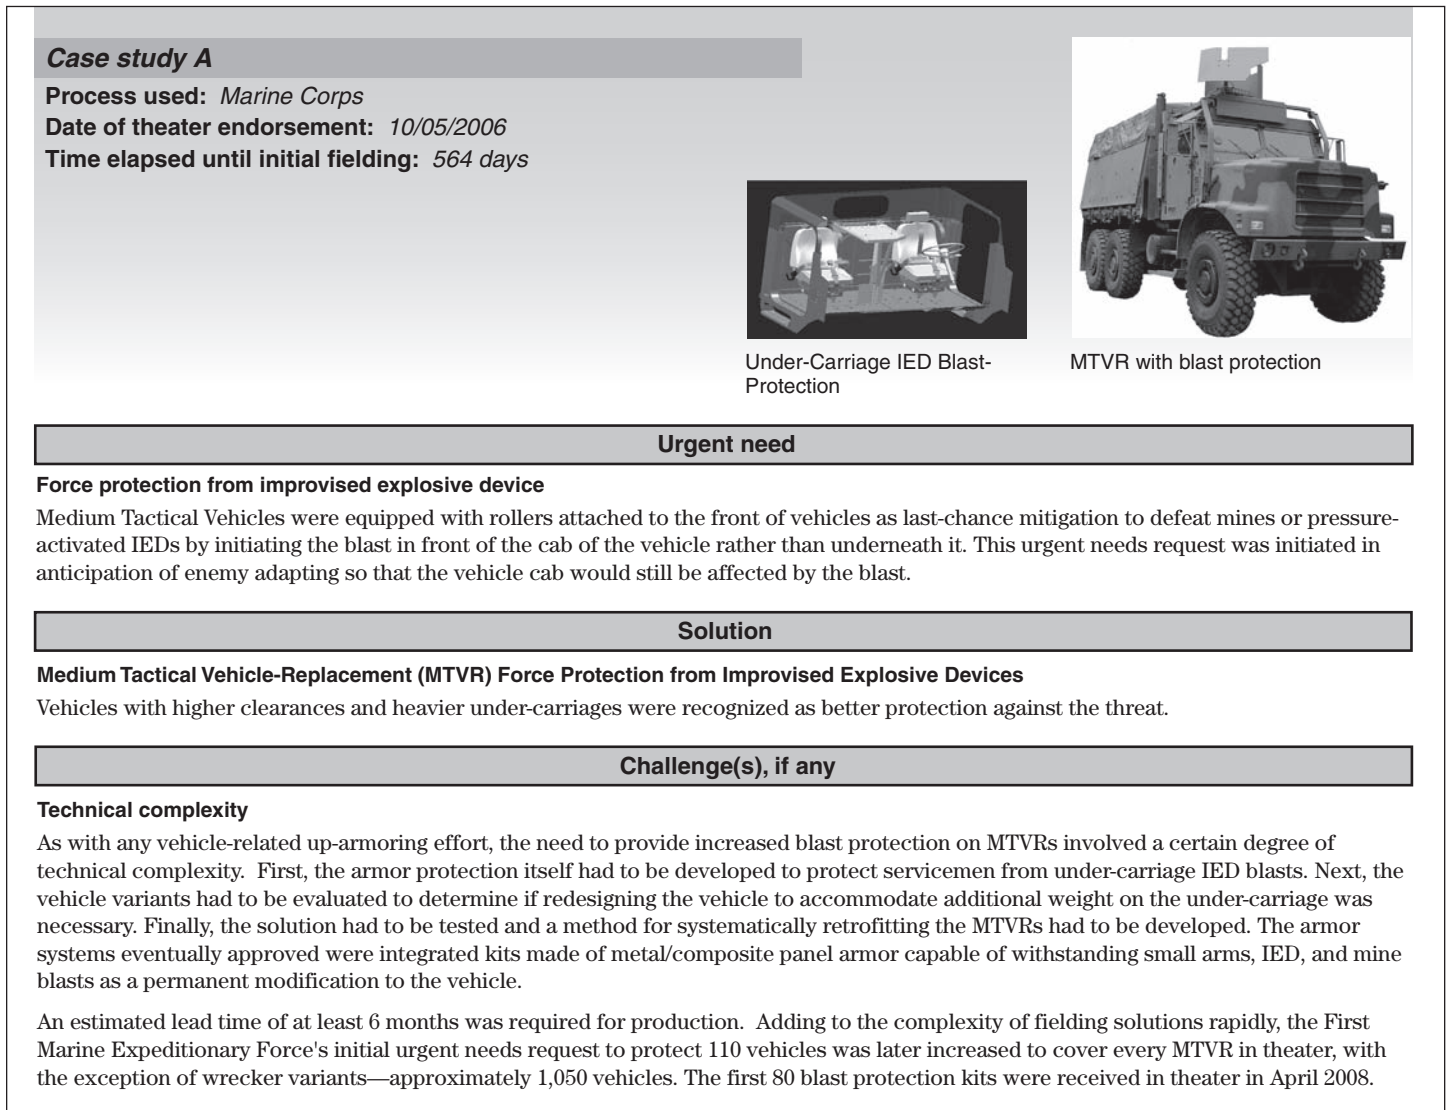 Case study A
Process used: Marine Corps
Date of theater endorsement: 10/05/2006
Time elapsed until initial fielding: 564 days
Under-Carriage IED Blast-
Protection
MTVR with blast protection
Urgent need
Force protection from improvised explosive device
Medium Tactical Vehicles were equipped with rollers attached to the front of vehicles as last-chance mitigation to defeat mines or pressure-
activated IEDs by initiating the blast in front of the cab of the vehicle rather than underneath it. This urgent needs request was initiated in
anticipation of enemy adapting so that the vehicle cab would still be affected by the blast.
Solution
Medium Tactical Vehicle-Replacement (MTVR) Force Protection from Improvised Explosive Devices
Vehicles with higher clearances and heavier under-carriages were recognized as better protection against the threat.
Challenge(s), if any
Technical complexity
As with any vehicle-related up-armoring effort, the need to provide increased blast protection on MTVRs involved a certain degree of
technical complexity. First, the armor protection itself had to be developed to protect servicemen from under-carriage IED blasts. Next, the
vehicle variants had to be evaluated to determine if redesigning the vehicle to accommodate additional weight on the under-carriage was
necessary. Finally, the solution had to be tested and a method for systematically retrofitting the MTVRs had to be developed. The armor
systems eventually approved were integrated kits made of metal/composite panel armor capable of withstanding small arms, IED, and mine
blasts as a permanent modification to the vehicle.
An estimated lead time of at least 6 months was required for production. Adding to the complexity of fielding solutions rapidly, the First
Marine Expeditionary Force's initial urgent needs request to protect 110 vehicles was later increased to cover every MTVR in theater, with
the exception of wrecker variants—approximately 1,050 vehicles. The first 80 blast protection kits were received in theater in April 2008.